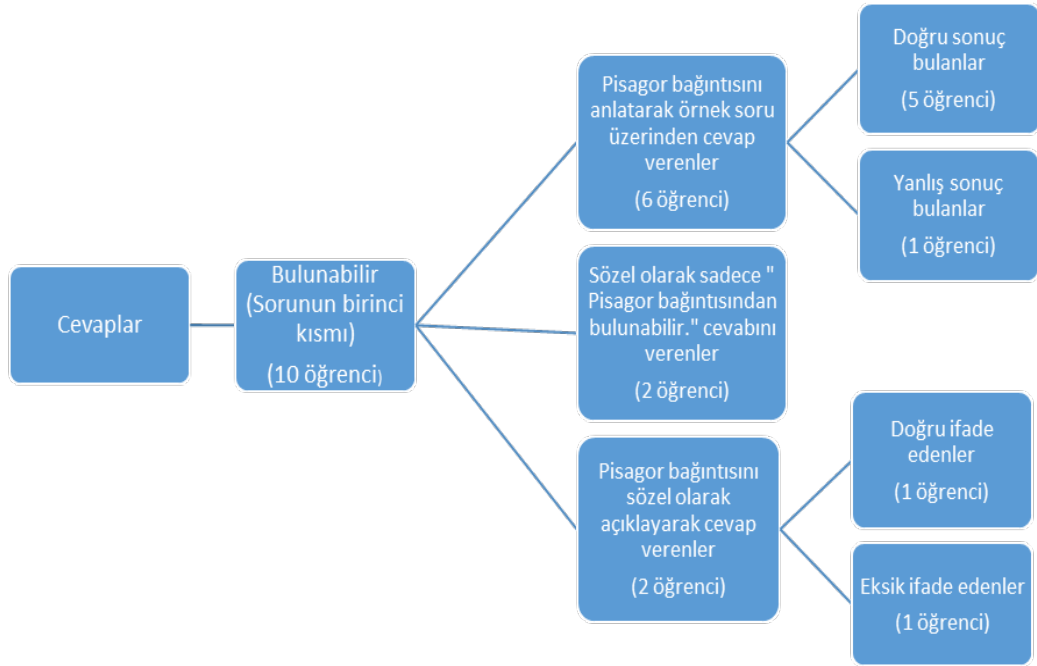 Cevaplar
Bulunabilir
(Sorunun birinci
kısmı)
(10 öğrenci)
Pisagor bağıntısını
anlatarak örnek soru
üzerinden cevap
verenler
(6 öğrenci)
Doğru sonuç
bulanlar
(5 öğrenci)
Yanlış sonuç
bulanlar
(1 öğrenci)
Sözel olarak sadece "
Pisagor bağıntısından
bulunabilir." cevabını
verenler
(2 öğrenci)
Pisagor bağıntısını
sözel olarak
açıklayarak cevap
verenler
(2 öğrenci)
Doğru ifade
edenler
(1 öğrenci)
Eksik ifade edenler
(1 öğrenci)